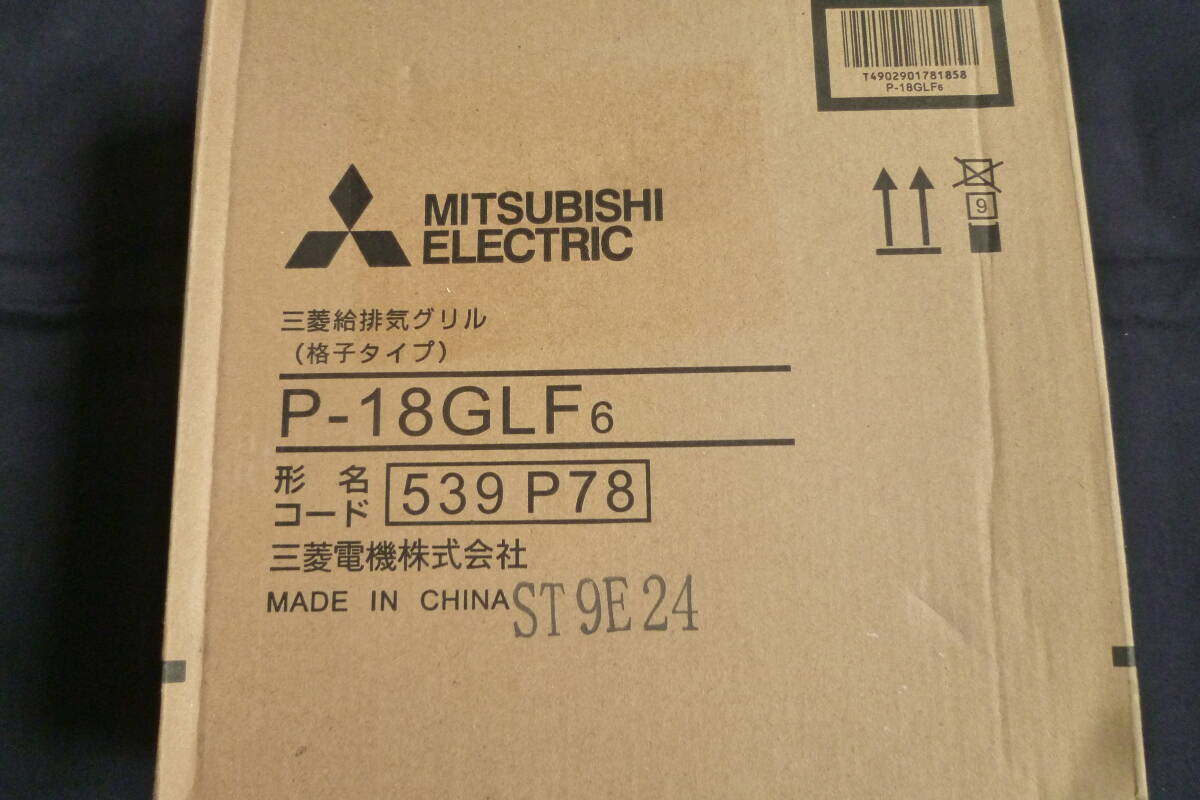 T4902901781858
P-18GLF6
9
MITSUBISHI
ELECTRIC
三菱給排気グリル
（格子タイプ）
P-18GLF6
形名
コード 539 P78
三菱電機株式会社
MADE IN CHINA ST 9E24